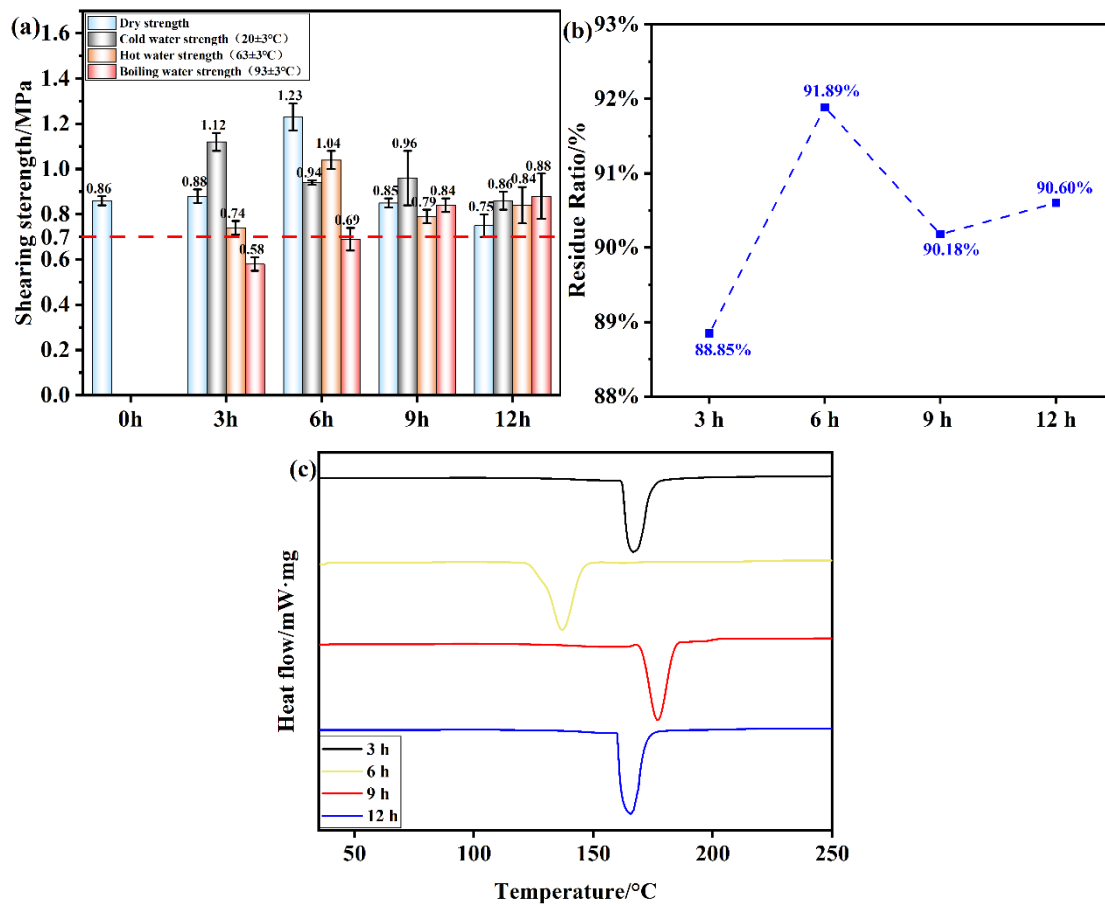 (a)
Dry strength
Cold water strength（20±3℃）
Hot water strength（63±3℃）
Boiling water strength（93±3℃）
Shearing sterength/MPa
1.6
1.4
1.2
1.0
0.8
0.7
0.6
0.4
0.2
0.0
0.86
0.88
1.12
0.74
0.58
1.23
0.94
1.04
0.69
0.85
0.96
0.79
0.84
0.75
0.86
0.84
0.88
0h
3h
6h
9h
12h
(b)
Residue Ratio/%
93%
92%
91%
90%
89%
88%
88.85%
91.89%
90.18%
90.60%
3 h
6 h
9 h
12 h
(c)
Heat flow/mW·mg
3 h
6 h
9 h
12 h
50
100
150
200
250
Temperature/°C